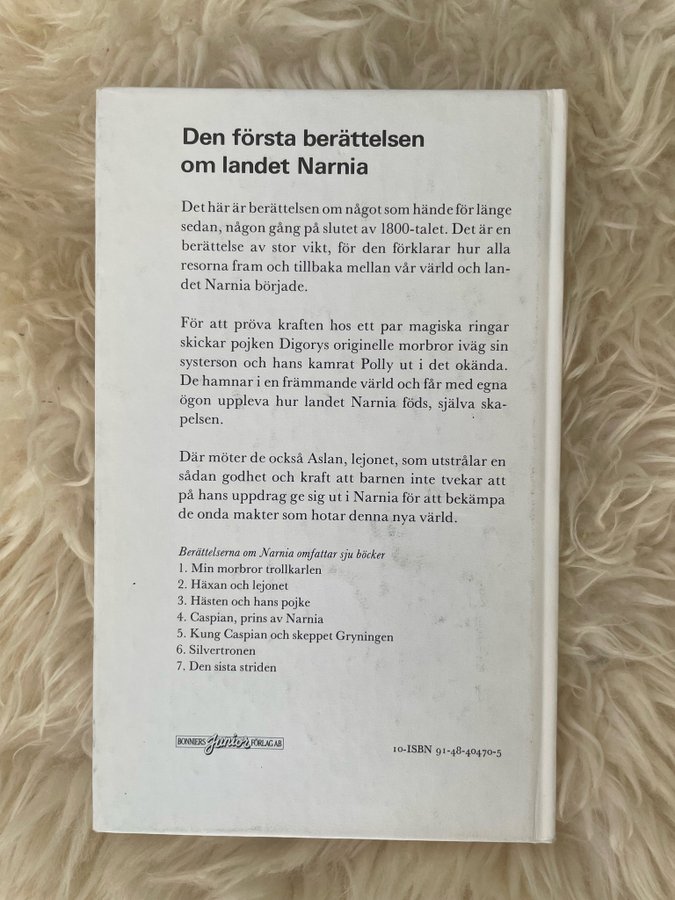 Den första berättelsen
om landet Narnia
Det här är berättelsen om något som hände för länge
sedan, någon gång på slutet av 1800-talet. Det är en
berättelse av stor vikt, för den förklarar hur alla
resorna fram och tillbaka mellan vår värld och lan-
det Narnia började.
För att pröva kraften hos ett par magiska ringar
skickar pojken Digorys originelle morbror iväg sin
systerson och hans kamrat Polly ut i det okända.
De hamnar i en främmande värld och får med egna
ögon uppleva hur landet Narnia föds, själva ska-
pelsen.
Där möter de också Aslan, lejonet, som utstrålar en
sådan godhet och kraft att barnen inte tvekar att
på hans uppdrag ge sig ut i Narnia för att bekämpa
de onda makter som hotar denna nya värld.
Berättelserna om Narnia omfattar sju böcker
1. Min morbror trollkarlen
2. Häxan och lejonet
3. Hästen och hans pojke
4. Caspian, prins av Narnia
5. Kung Caspian och skeppet Gryningen
6. Silvertronen
7. Den sista striden
BONNIERS Junior FÖRLAG AB
10-ISBN 91-48-40470-5